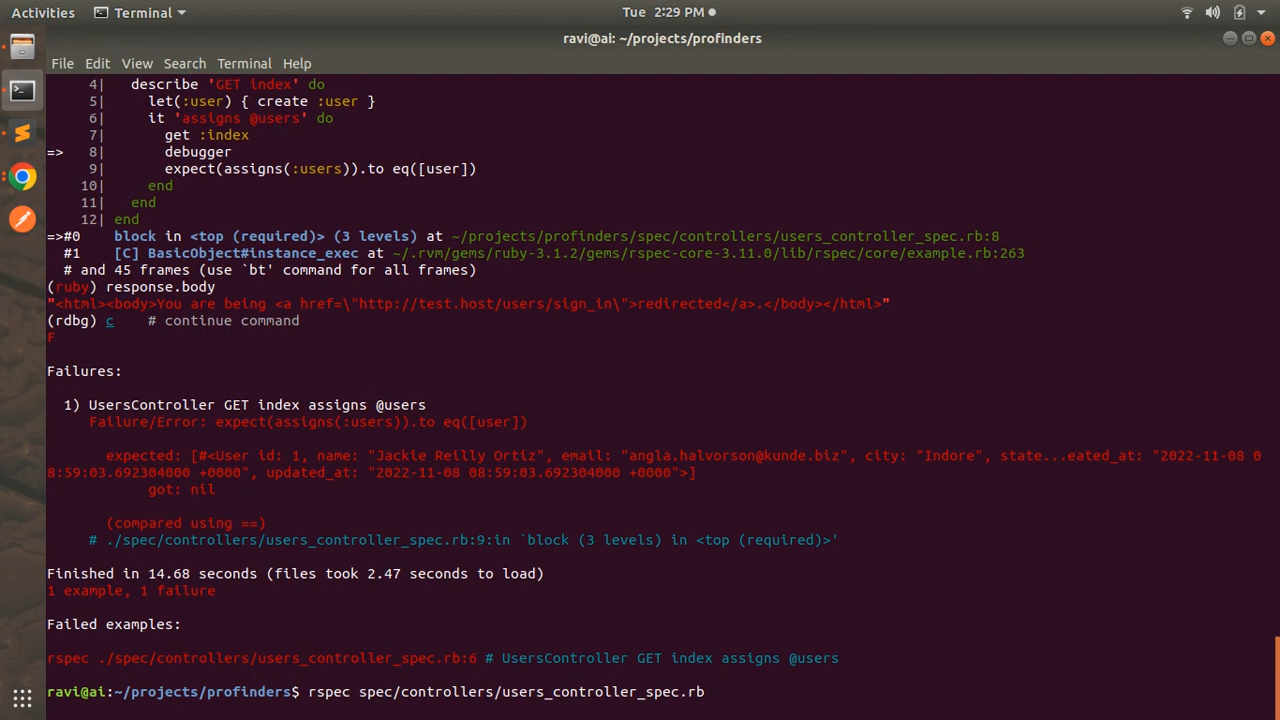 Activities Terminal Tue 2:29 PM
ravi@ai: ~/projects/profinders
File Edit View Search Terminal Help
4|   describe 'GET index' do
5|     let(:user) { create :user }
6|     it 'assigns @users' do
7|       get :index
=>   8|       debugger
9|       expect(assigns(:users)).to eq([user])
10|     end
11|   end
12| end
=>#0    block in <top (required)> (3 levels) at ~/projects/profinders/spec/controllers/users_controller_spec.rb:8
#1    [C] BasicObject#instance_exec at ~/.rvm/gems/ruby-3.1.2/gems/rspec-core-3.11.0/lib/rspec/core/example.rb:263
# and 45 frames (use `bt' command for all frames)
(ruby) response.body
"<html><body>You are being <a href=\"http://test.host/users/sign_in\">redirected</a>.</body></html>"
(rdbg) c    # continue command
F
Failures:
1) UsersController GET index assigns @users
Failure/Error: expect(assigns(:users)).to eq([user])
expected: [#<User id: 1, name: "Jackie Reilly Ortiz", email: "angla.halvorson@kunde.biz", city: "Indore", state...eated_at: "2022-11-08 0
8:59:03.692304000 +0000", updated_at: "2022-11-08 08:59:03.692304000 +0000">]
got: nil
(compared using ==)
# ./spec/controllers/users_controller_spec.rb:9:in `block (3 levels) in <top (required)>'
Finished in 14.68 seconds (files took 2.47 seconds to load)
1 example, 1 failure
Failed examples:
rspec ./spec/controllers/users_controller_spec.rb:6 # UsersController GET index assigns @users
ravi@ai:~/projects/profinders$ rspec spec/controllers/users_controller_spec.rb